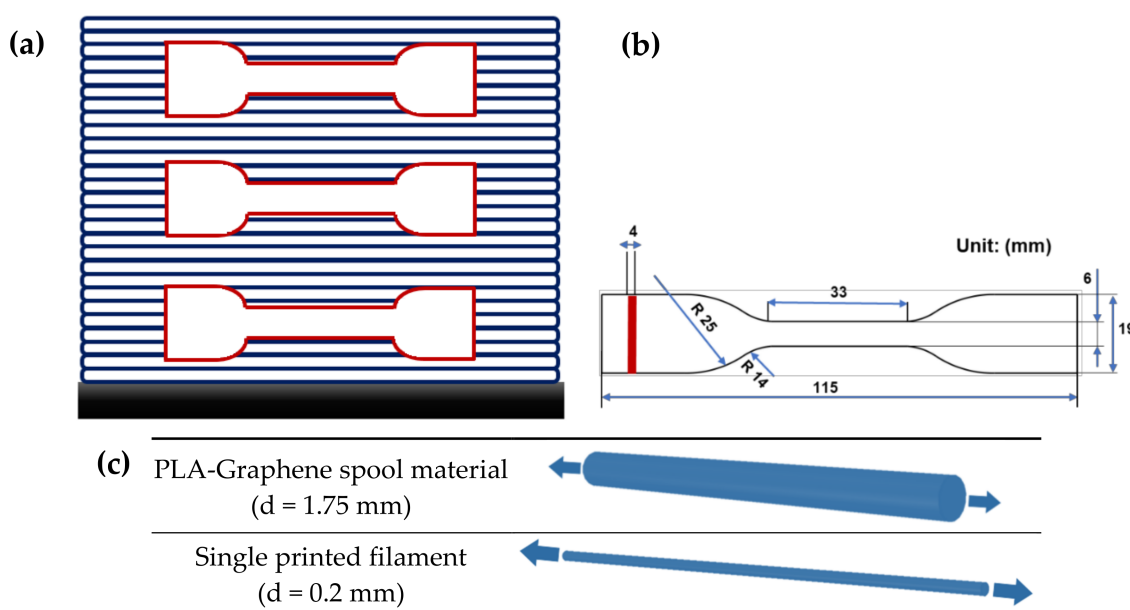 (a)
(b)
4
Unit: (mm)
6
33
R 25
19
R 14
115
(c)
PLA-Graphene spool material
(d = 1.75 mm)
Single printed filament
(d = 0.2 mm)